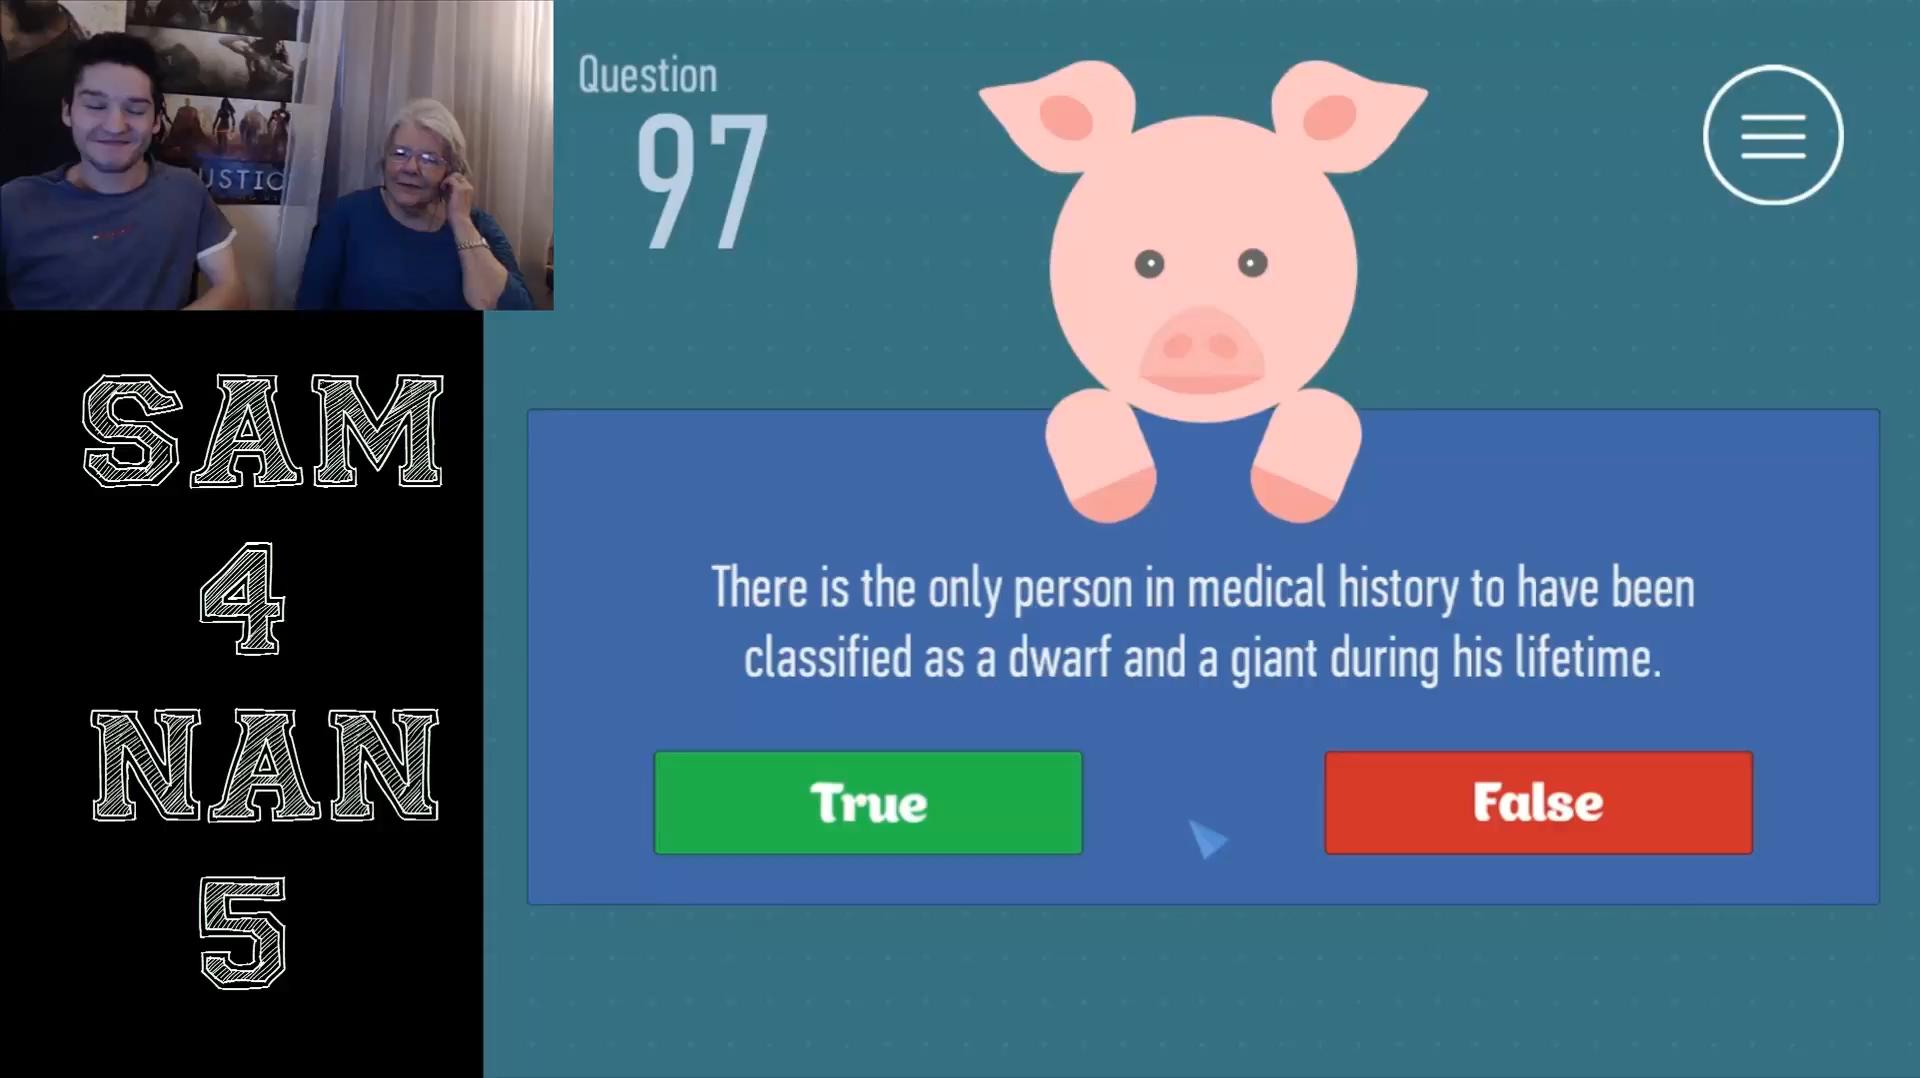 USTIC
Question
97
SAM
4
NAN
5
There is the only person in medical history to have been
classified as a dwarf and a giant during his lifetime.
True
False